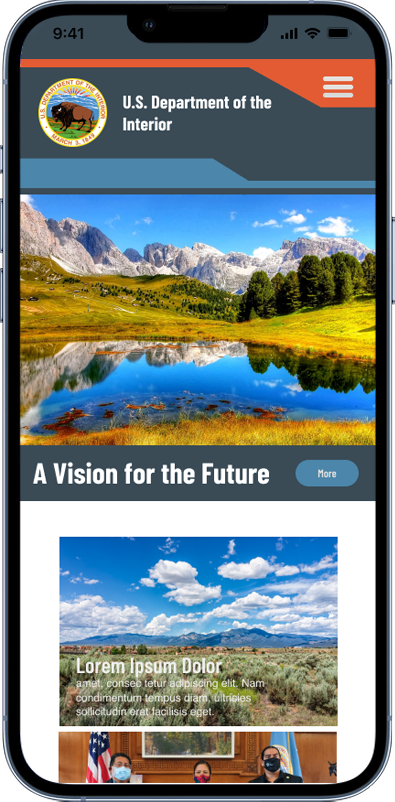 9:41
U.S. DEPARTMENT OF THE INTERIOR
MARCH 3, 1849
U.S. Department of the
Interior
A Vision for the Future
More
Lorem Ipsum Dolor
amet, consec tetur adipiscing elit. Nam
condimentum tempus diam, ultricies
sollicitudin erat facilisis eget.